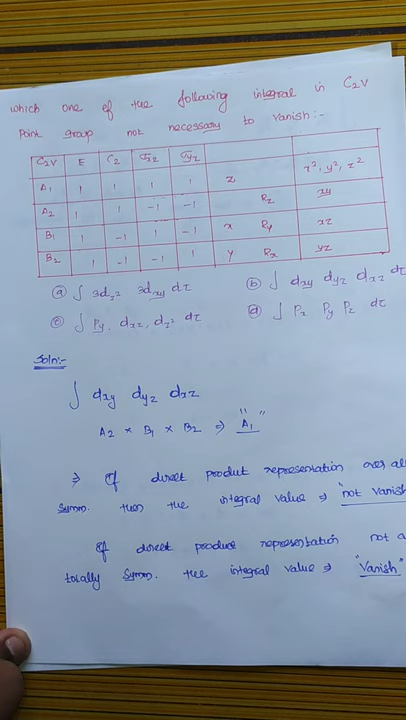 which one of the following integral in C2V
Point group not necessary to vanish:-
C2V E C2 σxz σyz
A1 1 1 1 1 z x², y², z²
A2 1 1 -1 -1 Rz xy
B1 1 -1 1 -1 x Ry xz
B2 1 -1 -1 1 y Rx yz
ⓐ ∫ 3dz² 3dxy dτ ⓑ ∫ dxy dyz dxz dτ
ⓒ ∫ Py. dxz, dz² dτ ⓓ ∫ Px Py Pz dτ
Soln:-
∫ dxy dyz dxz
A2 × B1 × B2 ⇒ "A1"
⇒ If direct product representation over al
Symm. then the integral value ⇒ "not Vanish
If direct product representation not a
totally Symm. the integral value ⇒ "Vanish"